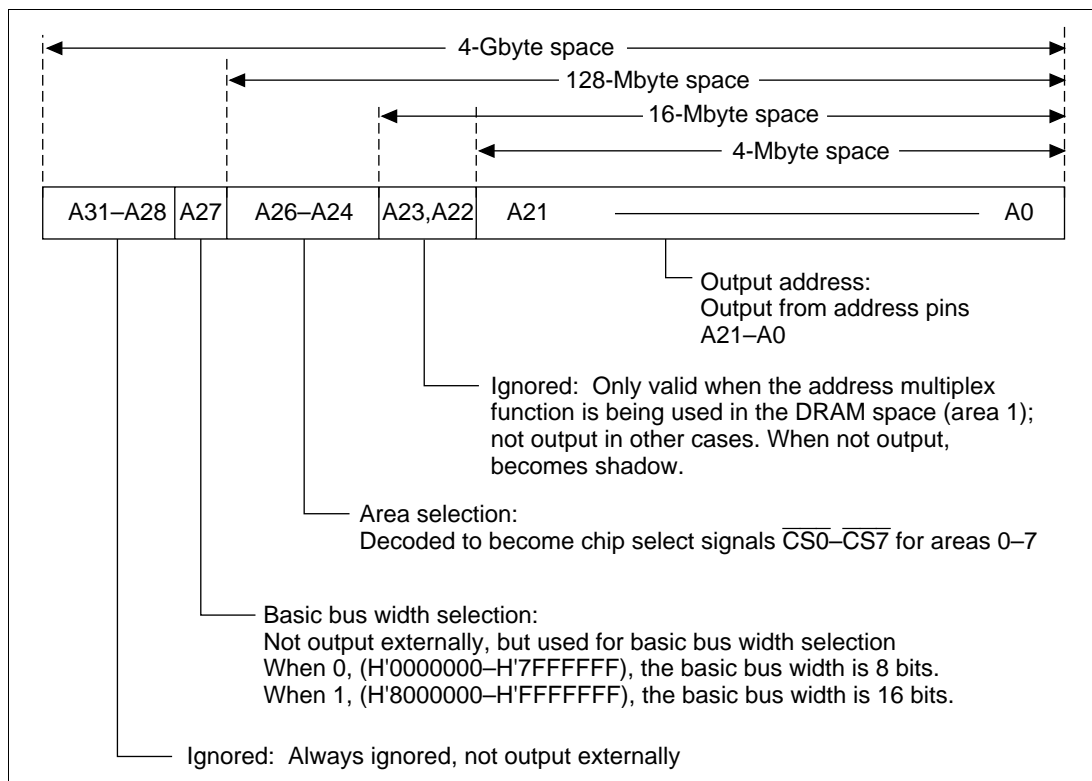 4-Gbyte space
128-Mbyte space
16-Mbyte space
4-Mbyte space
A31–A28 A27 A26–A24 A23,A22 A21 A0
Output address:
Output from address pins
A21–A0
Ignored: Only valid when the address multiplex
function is being used in the DRAM space (area 1);
not output in other cases. When not output,
becomes shadow.
Area selection:
Decoded to become chip select signals C̅S̅0̅–C̅S̅7̅ for areas 0–7
Basic bus width selection:
Not output externally, but used for basic bus width selection
When 0, (H'0000000–H'7FFFFFF), the basic bus width is 8 bits.
When 1, (H'8000000–H'FFFFFFF), the basic bus width is 16 bits.
Ignored: Always ignored, not output externally